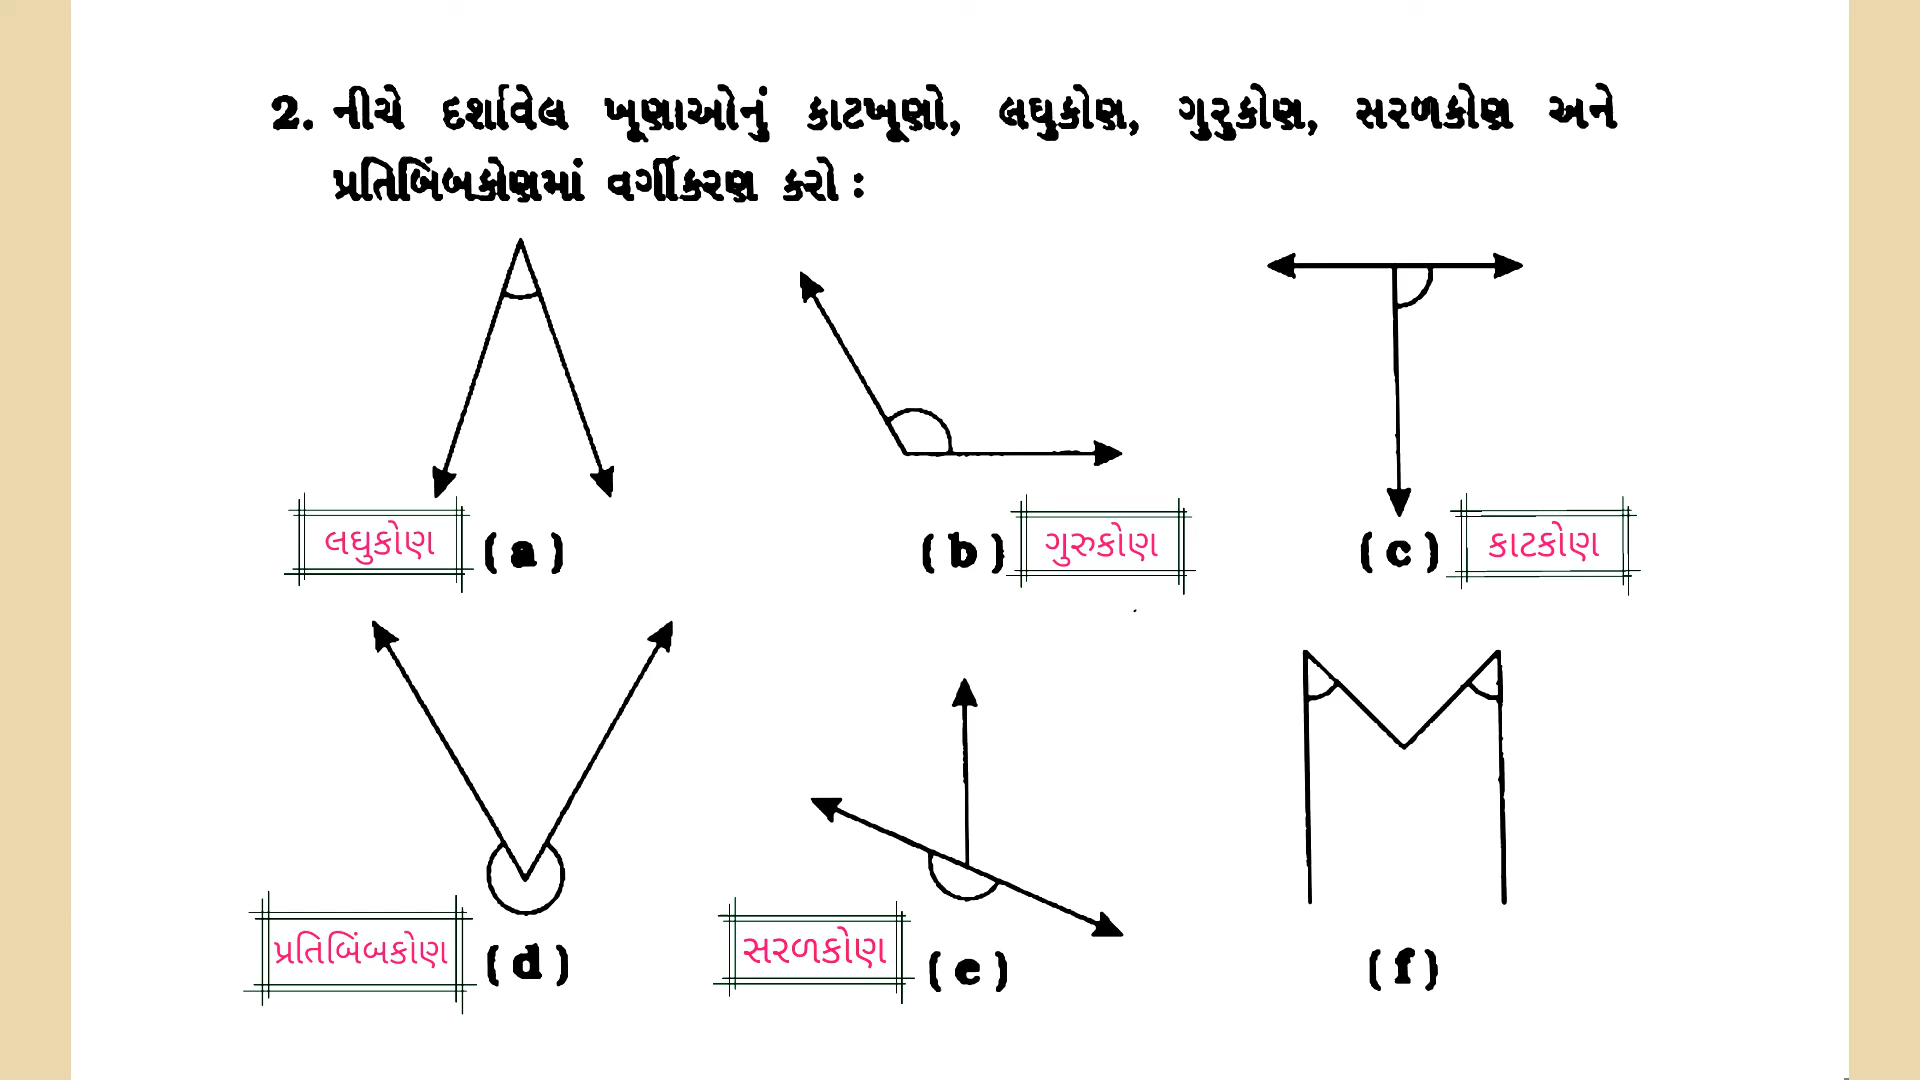 2. નીચે દર્શાવેલ ખૂણાઓનું કાટખૂણો, લઘુકોણ, ગુરુકોણ, સરળકોણ અને
પ્રતિબિંબકોણમાં વર્ગીકરણ કરો :
લઘુકોણ (a)
(b) ગુરુકોણ
(c) કાટકોણ
પ્રતિબિંબકોણ (d)
સરળકોણ (e)
(f)